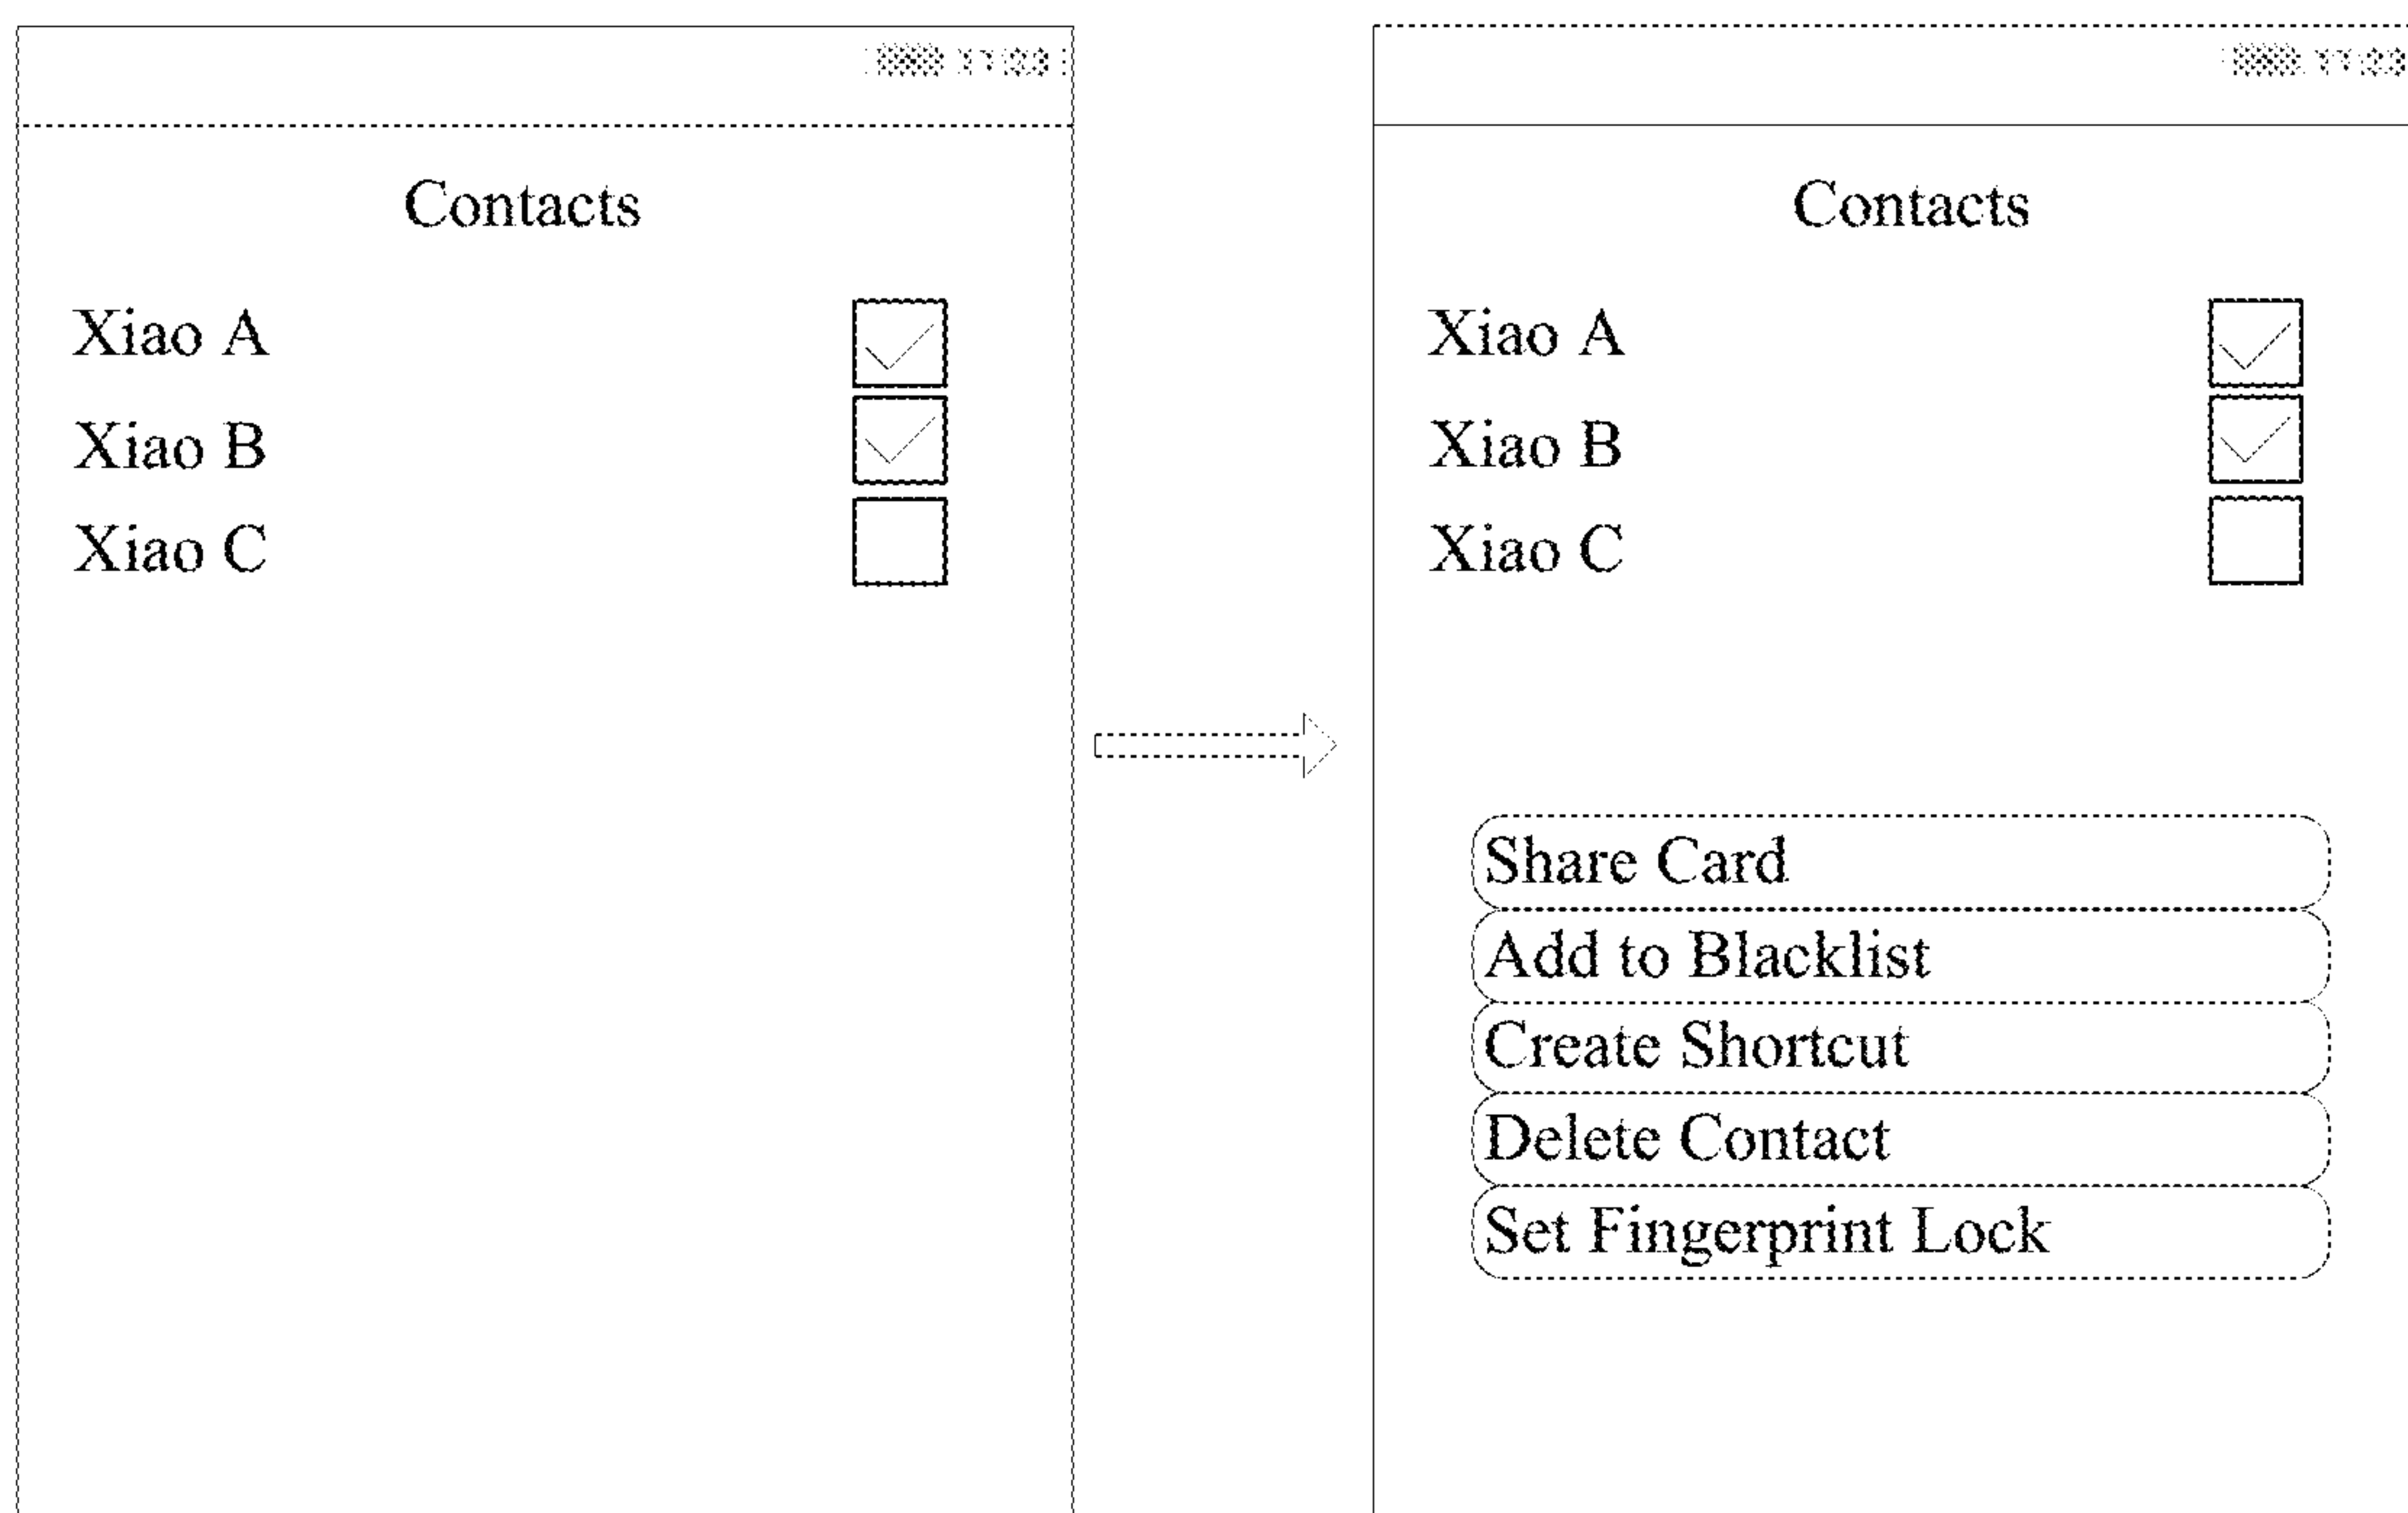 Contacts
Xiao A
Xiao B
Xiao C
Contacts
Xiao A
Xiao B
Xiao C
Share Card
Add to Blacklist
Create Shortcut
Delete Contact
Set Fingerprint Lock